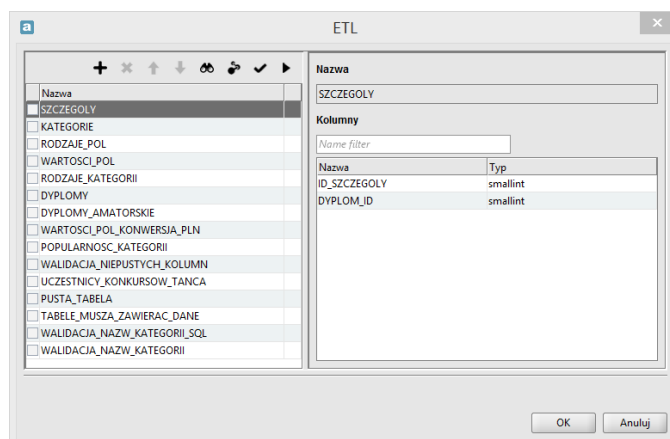 a
ETL
Nazwa
SZCZEGOLY
KATEGORIE
RODZAJE_POL
WARTOSCI_POL
RODZAJE_KATEGORII
DYPLOMY
DYPLOMY_AMATORSKIE
WARTOSCI_POL_KONWERSJA_PLN
POPULARNOSC_KATEGORII
WALIDACJA_NIEPUSTYCH_KOLUMN
UCZESTNICY_KONKURSOW_TANCA
PUSTA_TABELA
TABELE_MUSZA_ZAWIERAC_DANE
WALIDACJA_NAZW_KATEGORII_SQL
WALIDACJA_NAZW_KATEGORII
Nazwa
SZCZEGOLY
Kolumny
Name filter
Nazwa Typ
ID_SZCZEGOLY smallint
DYPLOM_ID smallint
OK Anuluj